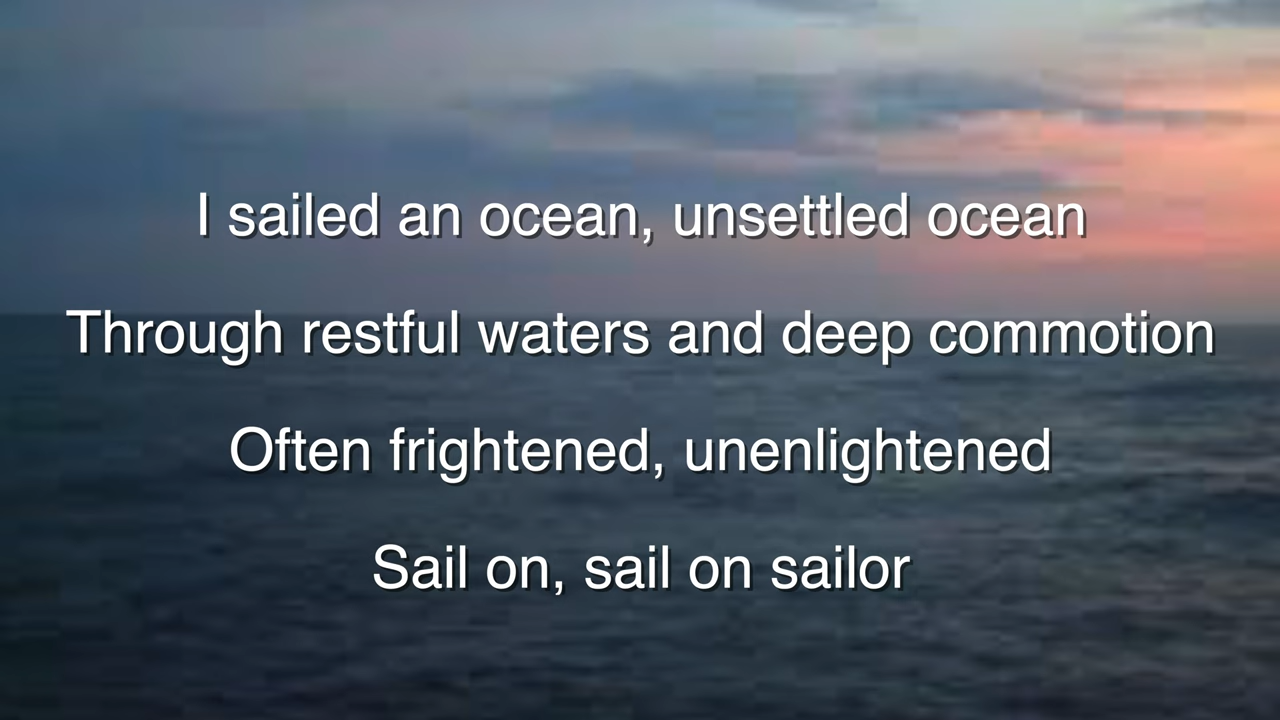 I sailed an ocean, unsettled ocean
Through restful waters and deep commotion
Often frightened, unenlightened
Sail on, sail on sailor